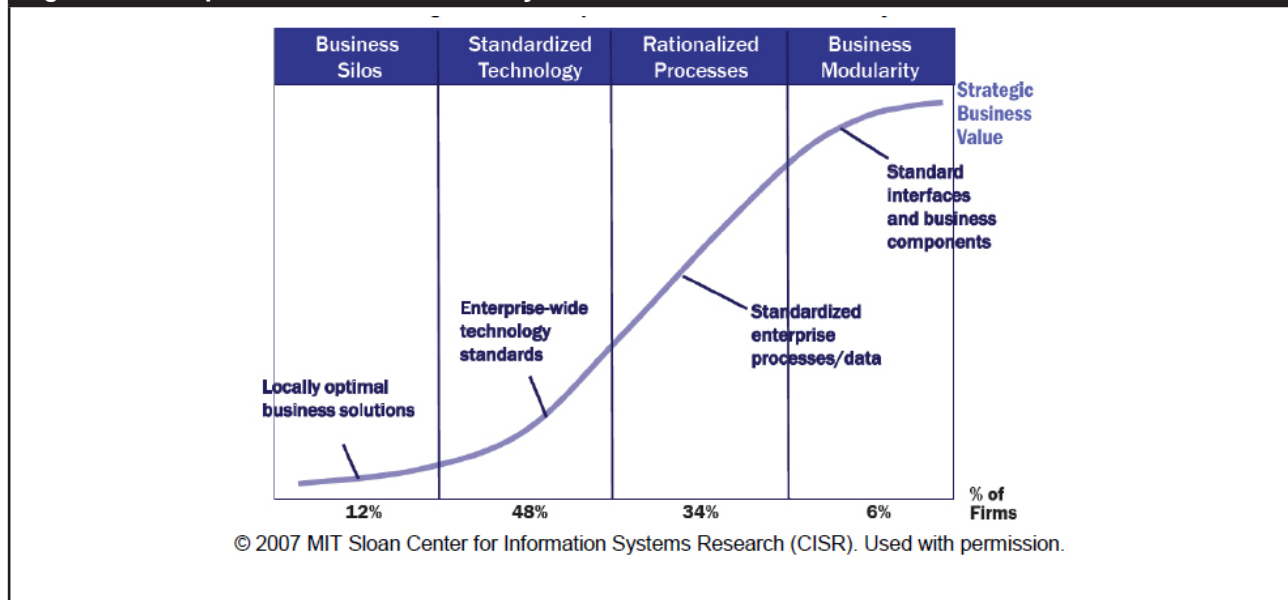 Business
Silos
Standardized
Technology
Rationalized
Processes
Business
Modularity
Strategic
Business
Value
Standard
interfaces
and business
components
Enterprise-wide
technology
standards
Standardized
enterprise
processes/data
Locally optimal
business solutions
12%
48%
34%
6%
% of
Firms
© 2007 MIT Sloan Center for Information Systems Research (CISR). Used with permission.